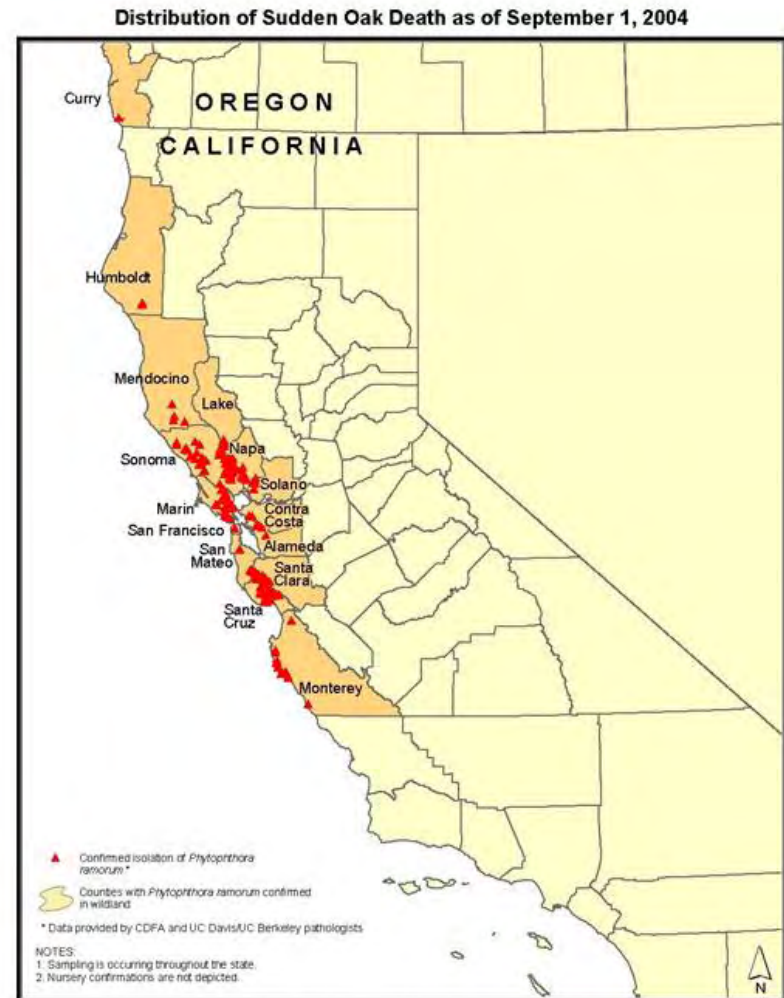 Distribution of Sudden Oak Death as of September 1, 2004
Curry
OREGON
CALIFORNIA
Humboldt
Mendocino
Lake
Napa
Sonoma
Solano
Marin
Contra
Costa
San Francisco
Alameda
San
Mateo
Santa
Clara
Santa
Cruz
Monterey
Confirmed isolation of Phytophthora
ramorum *
Counties with Phytophthora ramorum confirmed
in wildland
* Data provided by CDFA and UC Davis/UC Berkeley pathologists
NOTES:
1. Sampling is occurring throughout the state.
2. Nursery confirmations are not depicted.
N